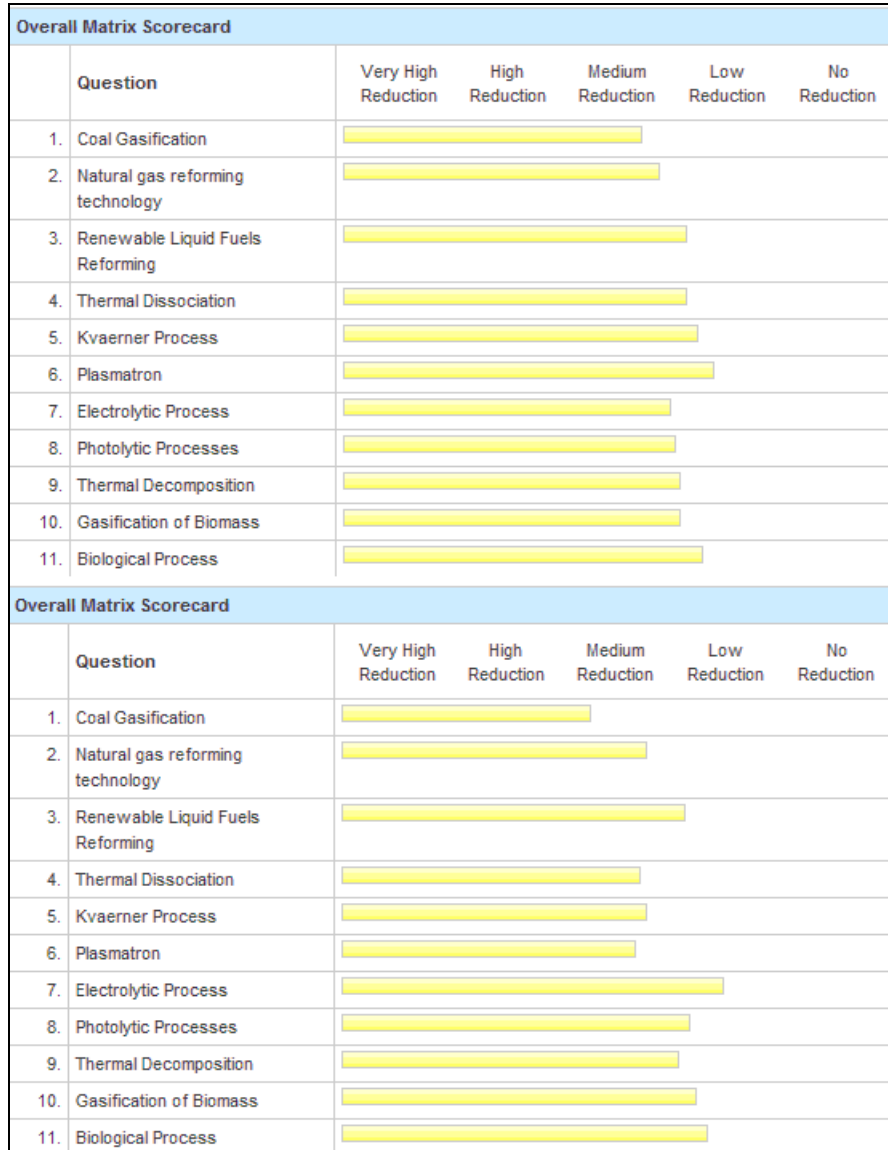 Overall Matrix Scorecard
Question Very High Reduction High Reduction Medium Reduction Low Reduction No Reduction
1. Coal Gasification
2. Natural gas reforming
technology
3. Renewable Liquid Fuels
Reforming
4. Thermal Dissociation
5. Kvaerner Process
6. Plasmatron
7. Electrolytic Process
8. Photolytic Processes
9. Thermal Decomposition
10. Gasification of Biomass
11. Biological Process
Overall Matrix Scorecard
Question Very High Reduction High Reduction Medium Reduction Low Reduction No Reduction
1. Coal Gasification
2. Natural gas reforming
technology
3. Renewable Liquid Fuels
Reforming
4. Thermal Dissociation
5. Kvaerner Process
6. Plasmatron
7. Electrolytic Process
8. Photolytic Processes
9. Thermal Decomposition
10. Gasification of Biomass
11. Biological Process